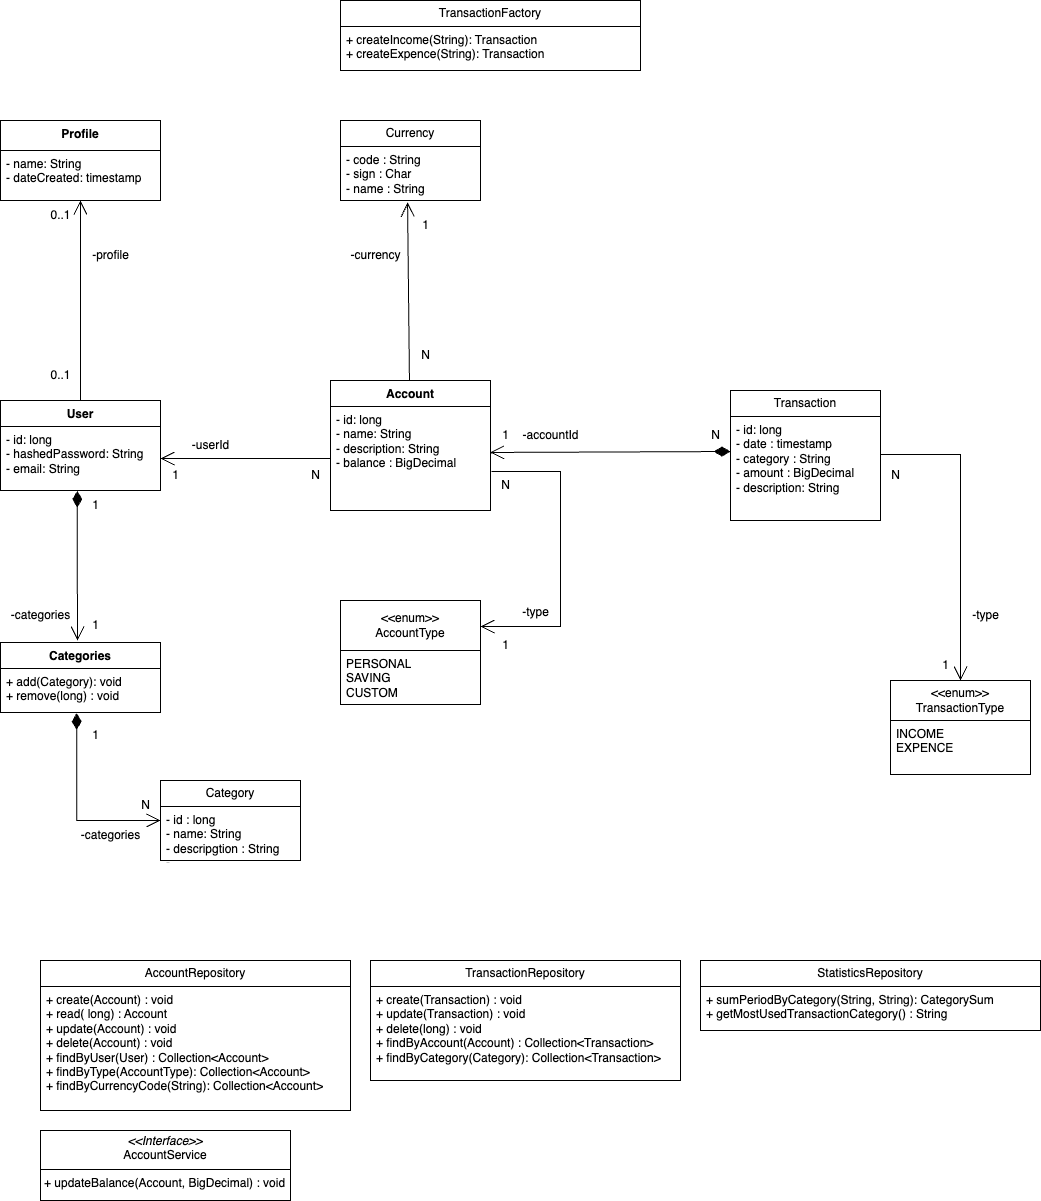 TransactionFactory
+ createIncome(String): Transaction
+ createExpence(String): Transaction
Profile
- name: String
- dateCreated: timestamp
Currency
- code : String
- sign : Char
- name : String
0..1
1
-profile
-currency
0..1
N
User
- id: long
- hashedPassword: String
- email: String
-userId
1
N
Account
- id: long
- name: String
- description: String
- balance : BigDecimal
1
-accountId
N
N
Transaction
- id: long
- date : timestamp
- category : String
- amount : BigDecimal
- description: String
N
1
-categories
1
-type
1
<<enum>>
AccountType
PERSONAL
SAVING
CUSTOM
-type
1
<<enum>>
TransactionType
INCOME
EXPENCE
Categories
+ add(Category): void
+ remove(long) : void
1
N
-categories
Category
- id : long
- name: String
- descripgtion : String
AccountRepository
+ create(Account) : void
+ read( long) : Account
+ update(Account) : void
+ delete(Account) : void
+ findByUser(User) : Collection<Account>
+ findByType(AccountType): Collection<Account>
+ findByCurrencyCode(String): Collection<Account>
TransactionRepository
+ create(Transaction) : void
+ update(Transaction) : void
+ delete(long) : void
+ findByAccount(Account) : Collection<Transaction>
+ findByCategory(Category): Collection<Transaction>
StatisticsRepository
+ sumPeriodByCategory(String, String): CategorySum
+ getMostUsedTransactionCategory() : String
<<Interface>>
AccountService
+ updateBalance(Account, BigDecimal) : void